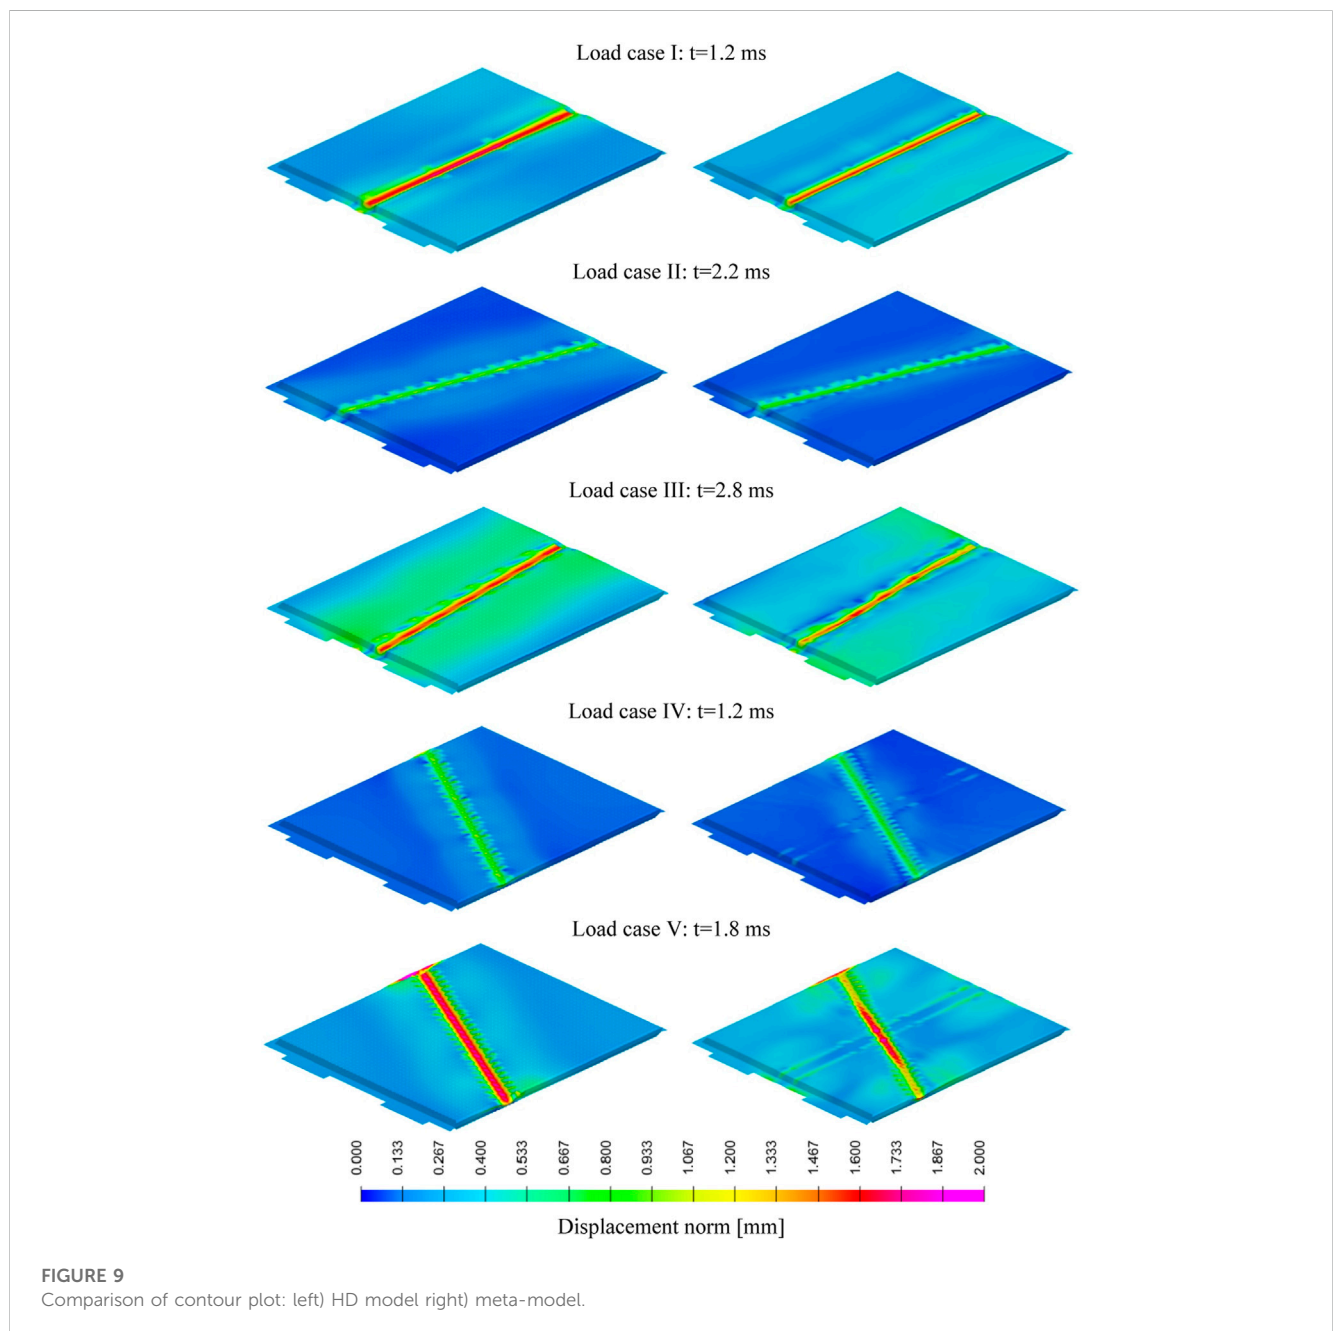 Load case I: t=1.2 ms
Load case II: t=2.2 ms
Load case III: t=2.8 ms
Load case IV: t=1.2 ms
Load case V: t=1.8 ms
0.000 0.133 0.267 0.400 0.533 0.667 0.800 0.933 1.067 1.200 1.333 1.467 1.600 1.733 1.867 2.000
Displacement norm [mm]
FIGURE 9
Comparison of contour plot: left) HD model right) meta-model.